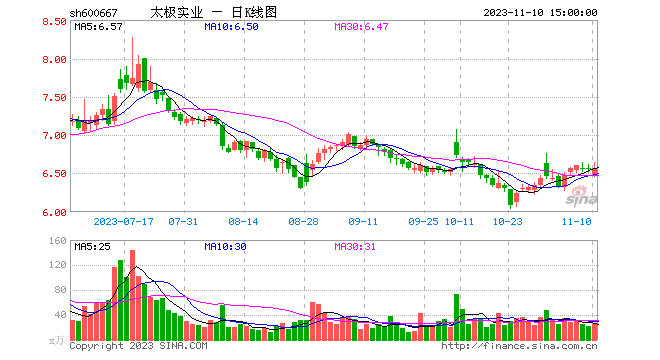 sh600667 太极实业 — 日K线图 2023-11-10 15:00:00
MA5:6.57 MA10:6.50 MA30:6.47
8.50
8.00
7.50
7.00
6.50
6.00
sina
2023-07-17 07-31 08-14 08-28 09-11 09-25 10-11 10-23 11-10
MA5:25 MA10:30 MA30:31
160
120
80
40
x万
sina
Copyright 2023 SINA.COM http://finance.sina.com.cn